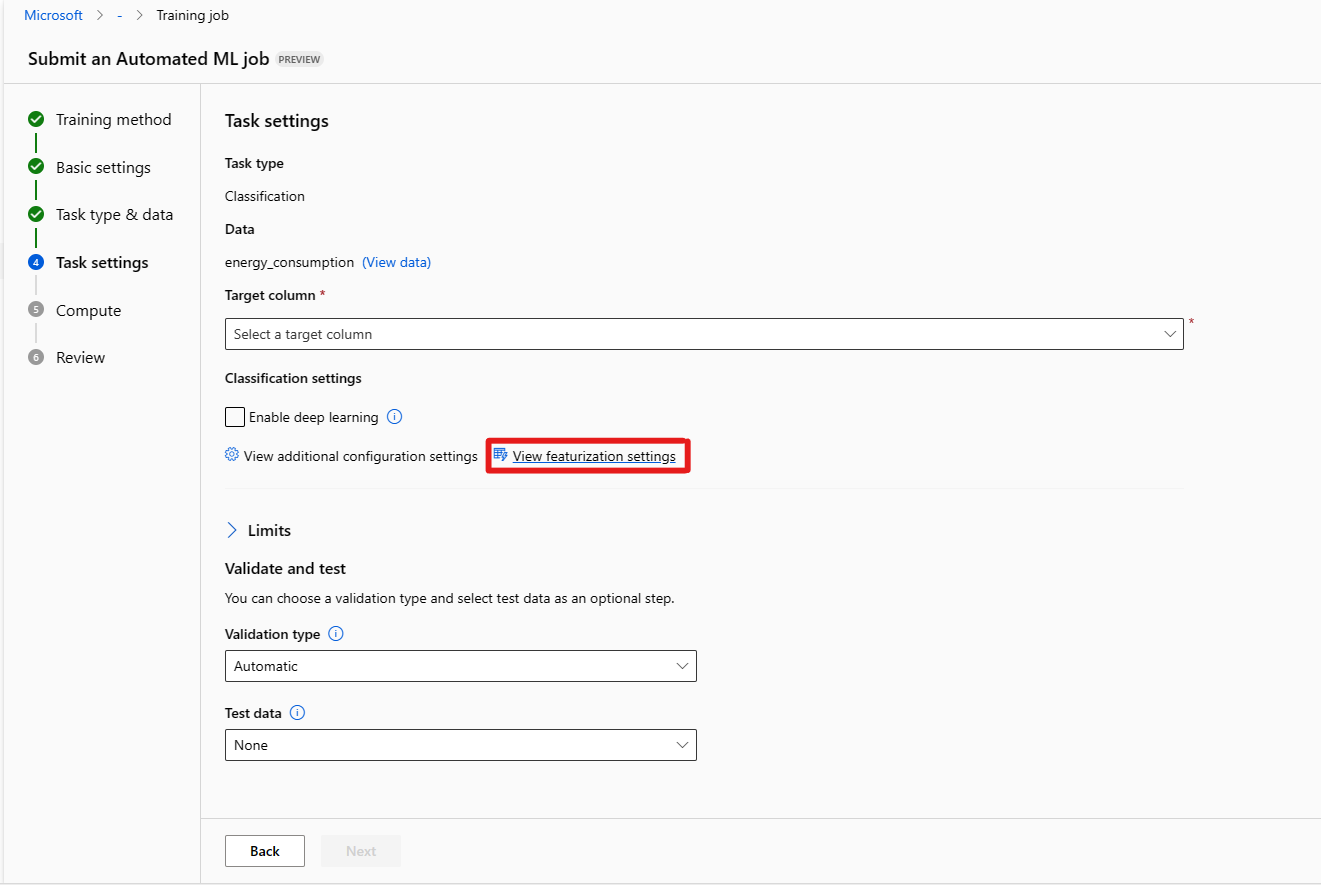 Microsoft > - > Training job
Submit an Automated ML job PREVIEW
Training method
Basic settings
Task type & data
4 Task settings
5 Compute
6 Review
Task settings
Task type
Classification
Data
energy_consumption (View data)
Target column *
Select a target column *
Classification settings
Enable deep learning
View additional configuration settings View featurization settings
Limits
Validate and test
You can choose a validation type and select test data as an optional step.
Validation type
Automatic
Test data
None
Back Next